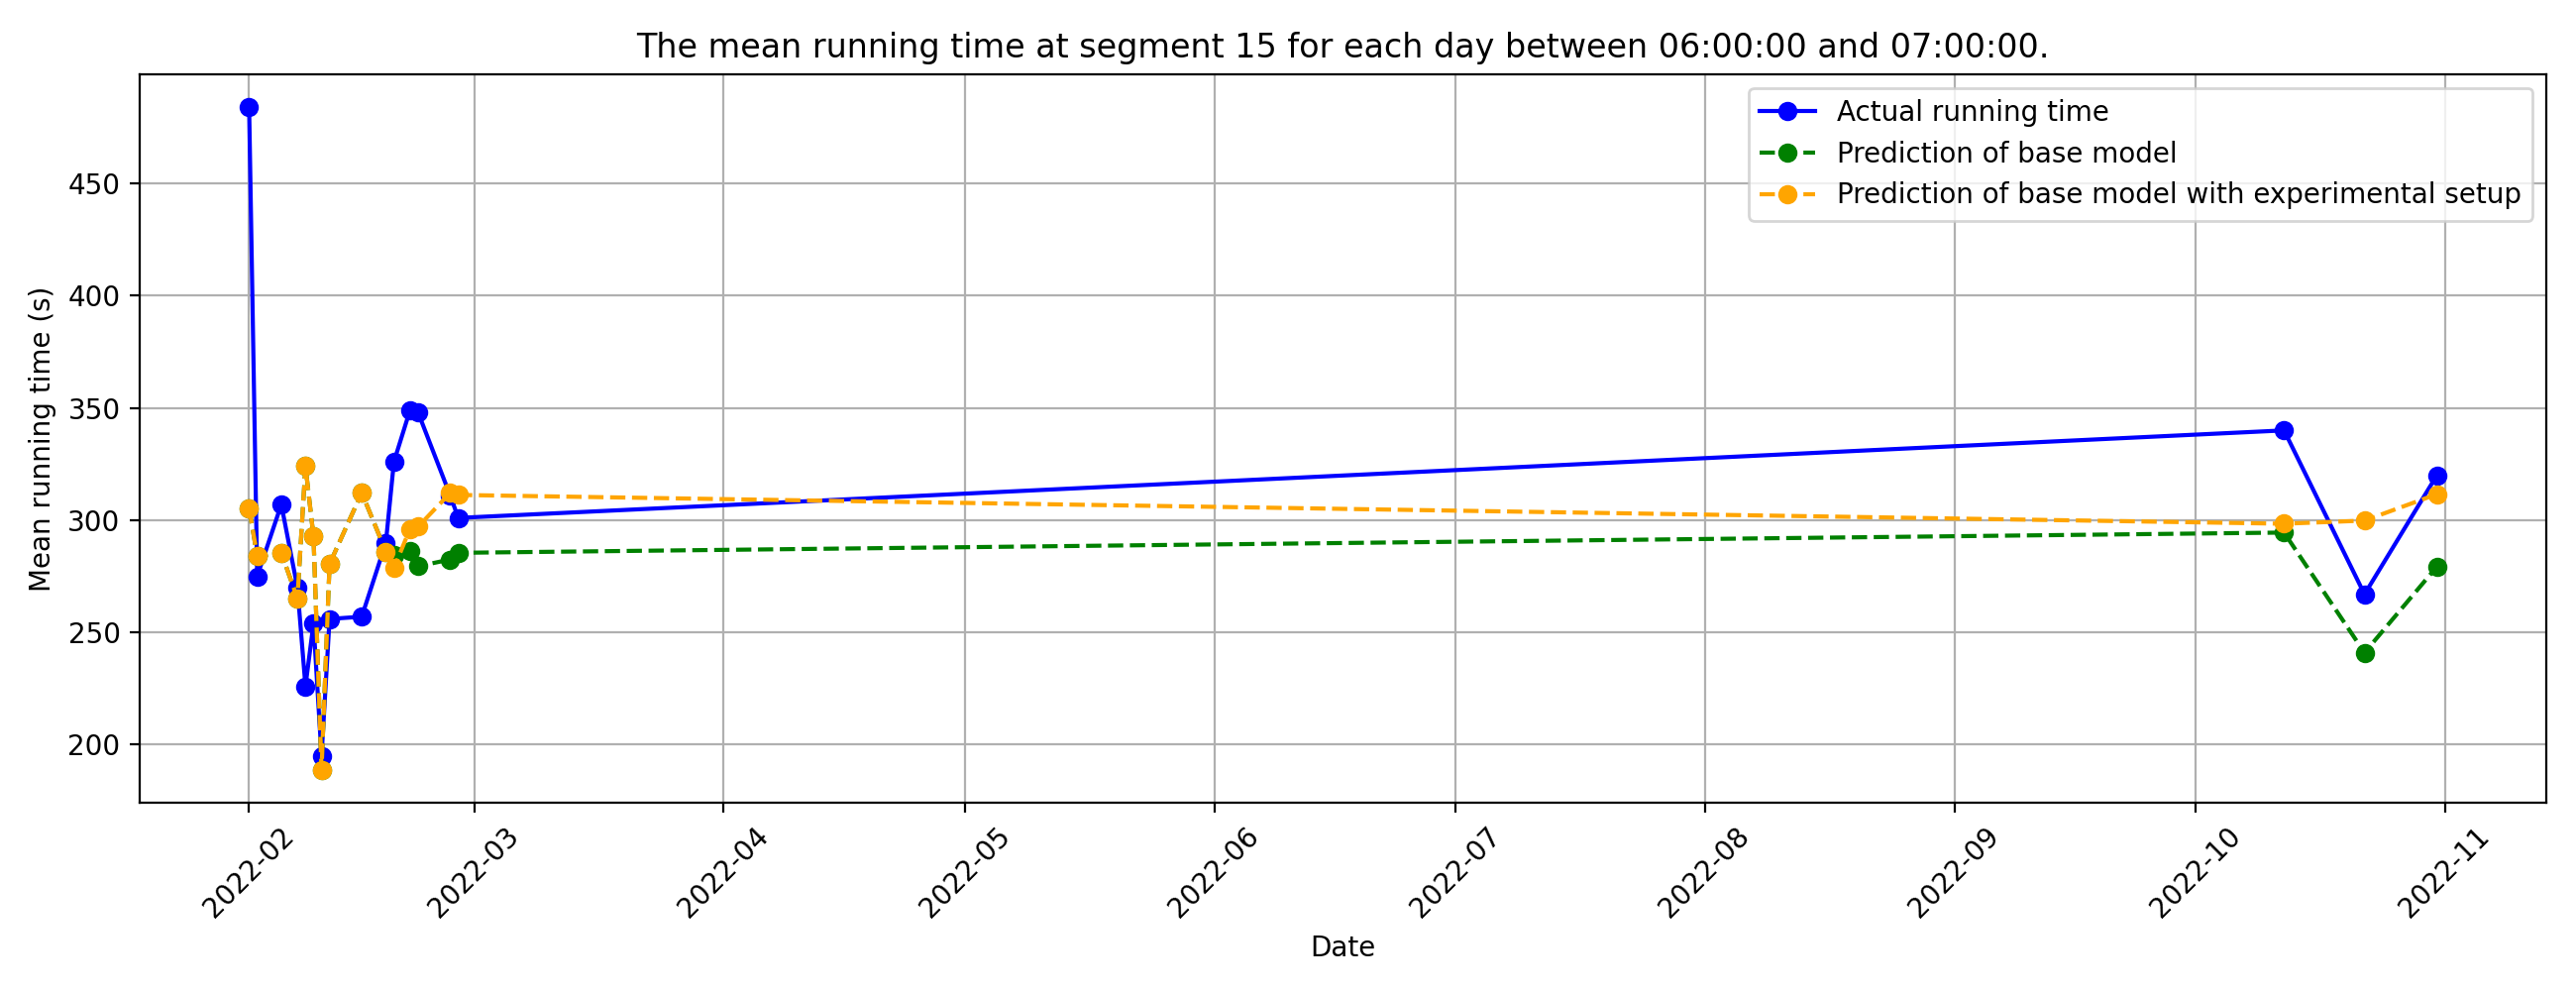 The mean running time at segment 15 for each day between 06:00:00 and 07:00:00.
Actual running time
Prediction of base model
Prediction of base model with experimental setup
Mean running time (s)
450
400
350
300
250
200
2022-02
2022-03
2022-04
2022-05
2022-06
2022-07
2022-08
2022-09
2022-10
2022-11
Date